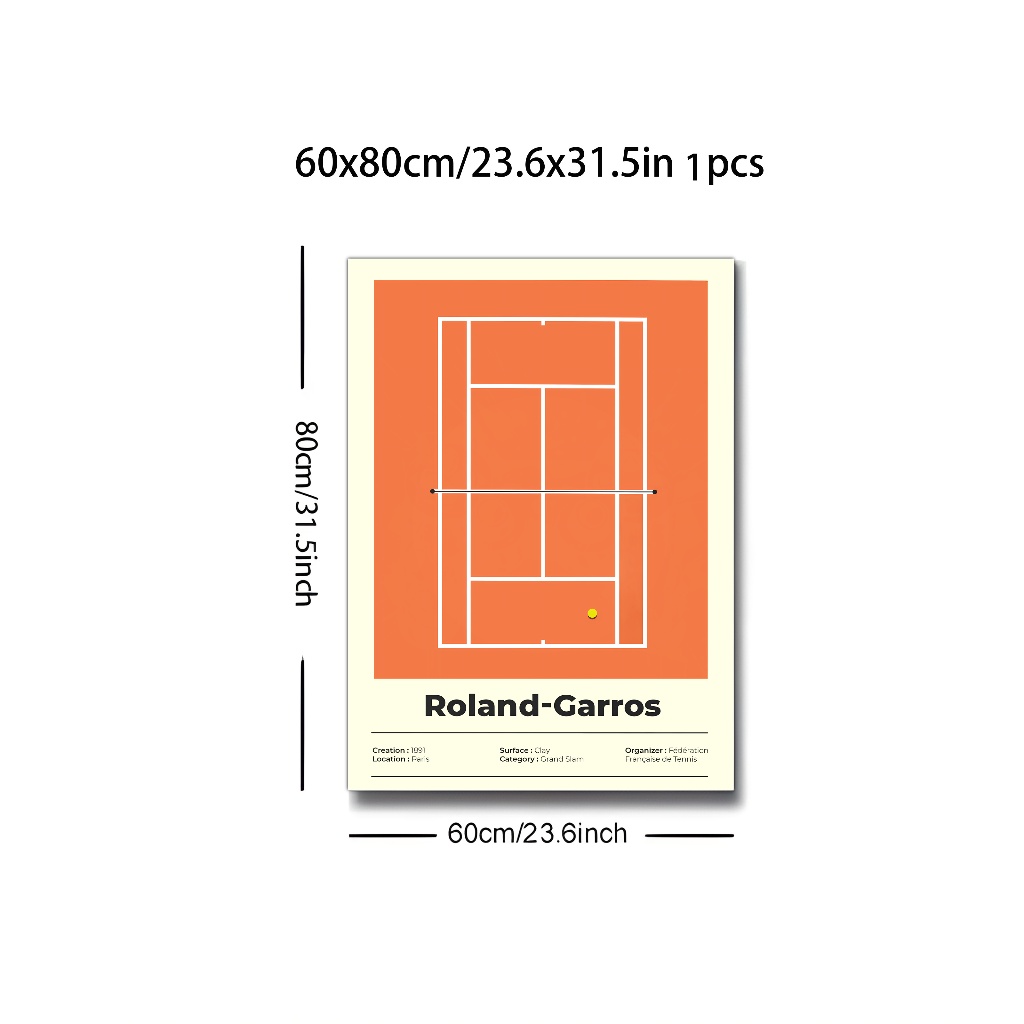 60x80cm/23.6x31.5in 1pcs
80cm/31.5inch
Roland-Garros
Creation : 1891
Location : Paris
Surface : Clay
Category : Grand Slam
Organizer : Fedération
Française de Tennis
60cm/23.6inch